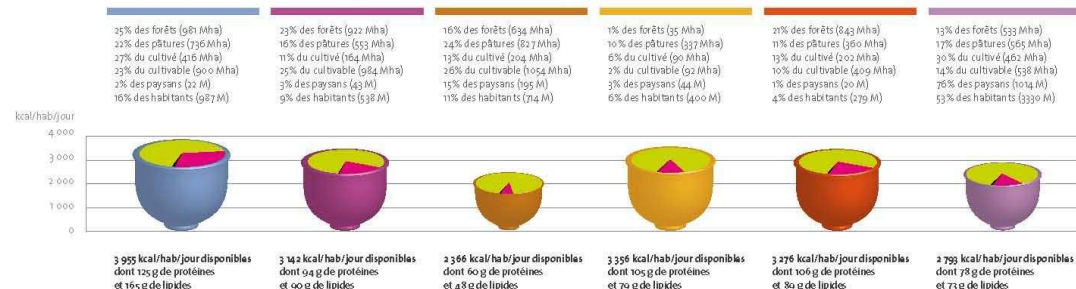 25% des forêts (981 Mha)
22% des pâtures (736 Mha)
27% du cultivé (416 Mha)
23% du cultivable (900 Mha)
2% des paysans (22 M)
16% des habitants (987 M)
23% des forêts (922 Mha)
16% des pâtures (553 Mha)
11% du cultivé (164 Mha)
25% du cultivable (984 Mha)
3% des paysans (43 M)
9% des habitants (538 M)
16% des forêts (634 Mha)
24% des pâtures (827 Mha)
13% du cultivé (204 Mha)
26% du cultivable (1054 Mha)
15% des paysans (195 M)
11% des habitants (714 M)
1% des forêts (35 Mha)
10% des pâtures (337 Mha)
6% du cultivé (90 Mha)
2% du cultivable (92 Mha)
3% des paysans (44 M)
6% des habitants (400 M)
21% des forêts (843 Mha)
11% des pâtures (360 Mha)
13% du cultivé (202 Mha)
10% du cultivable (409 Mha)
1% des paysans (20 M)
4% des habitants (279 M)
13% des forêts (533 Mha)
17% des pâtures (565 Mha)
30% du cultivé (462 Mha)
14% du cultivable (538 Mha)
76% des paysans (1014 M)
53% des habitants (3330 M)
kcal/hab/jour
4 000
3 000
2 000
1 000
0
3 955 kcal/hab/jour disponibles
dont 125 g de protéines
et 165 g de lipides
3 142 kcal/hab/jour disponibles
dont 94 g de protéines
et 90 g de lipides
2 366 kcal/hab/jour disponibles
dont 60 g de protéines
et 48 g de lipides
3 356 kcal/hab/jour disponibles
dont 105 g de protéines
et 79 g de lipides
3 276 kcal/hab/jour disponibles
dont 106 g de protéines
et 89 g de lipides
2 793 kcal/hab/jour disponibles
dont 78 g de protéines
et 73 g de lipides